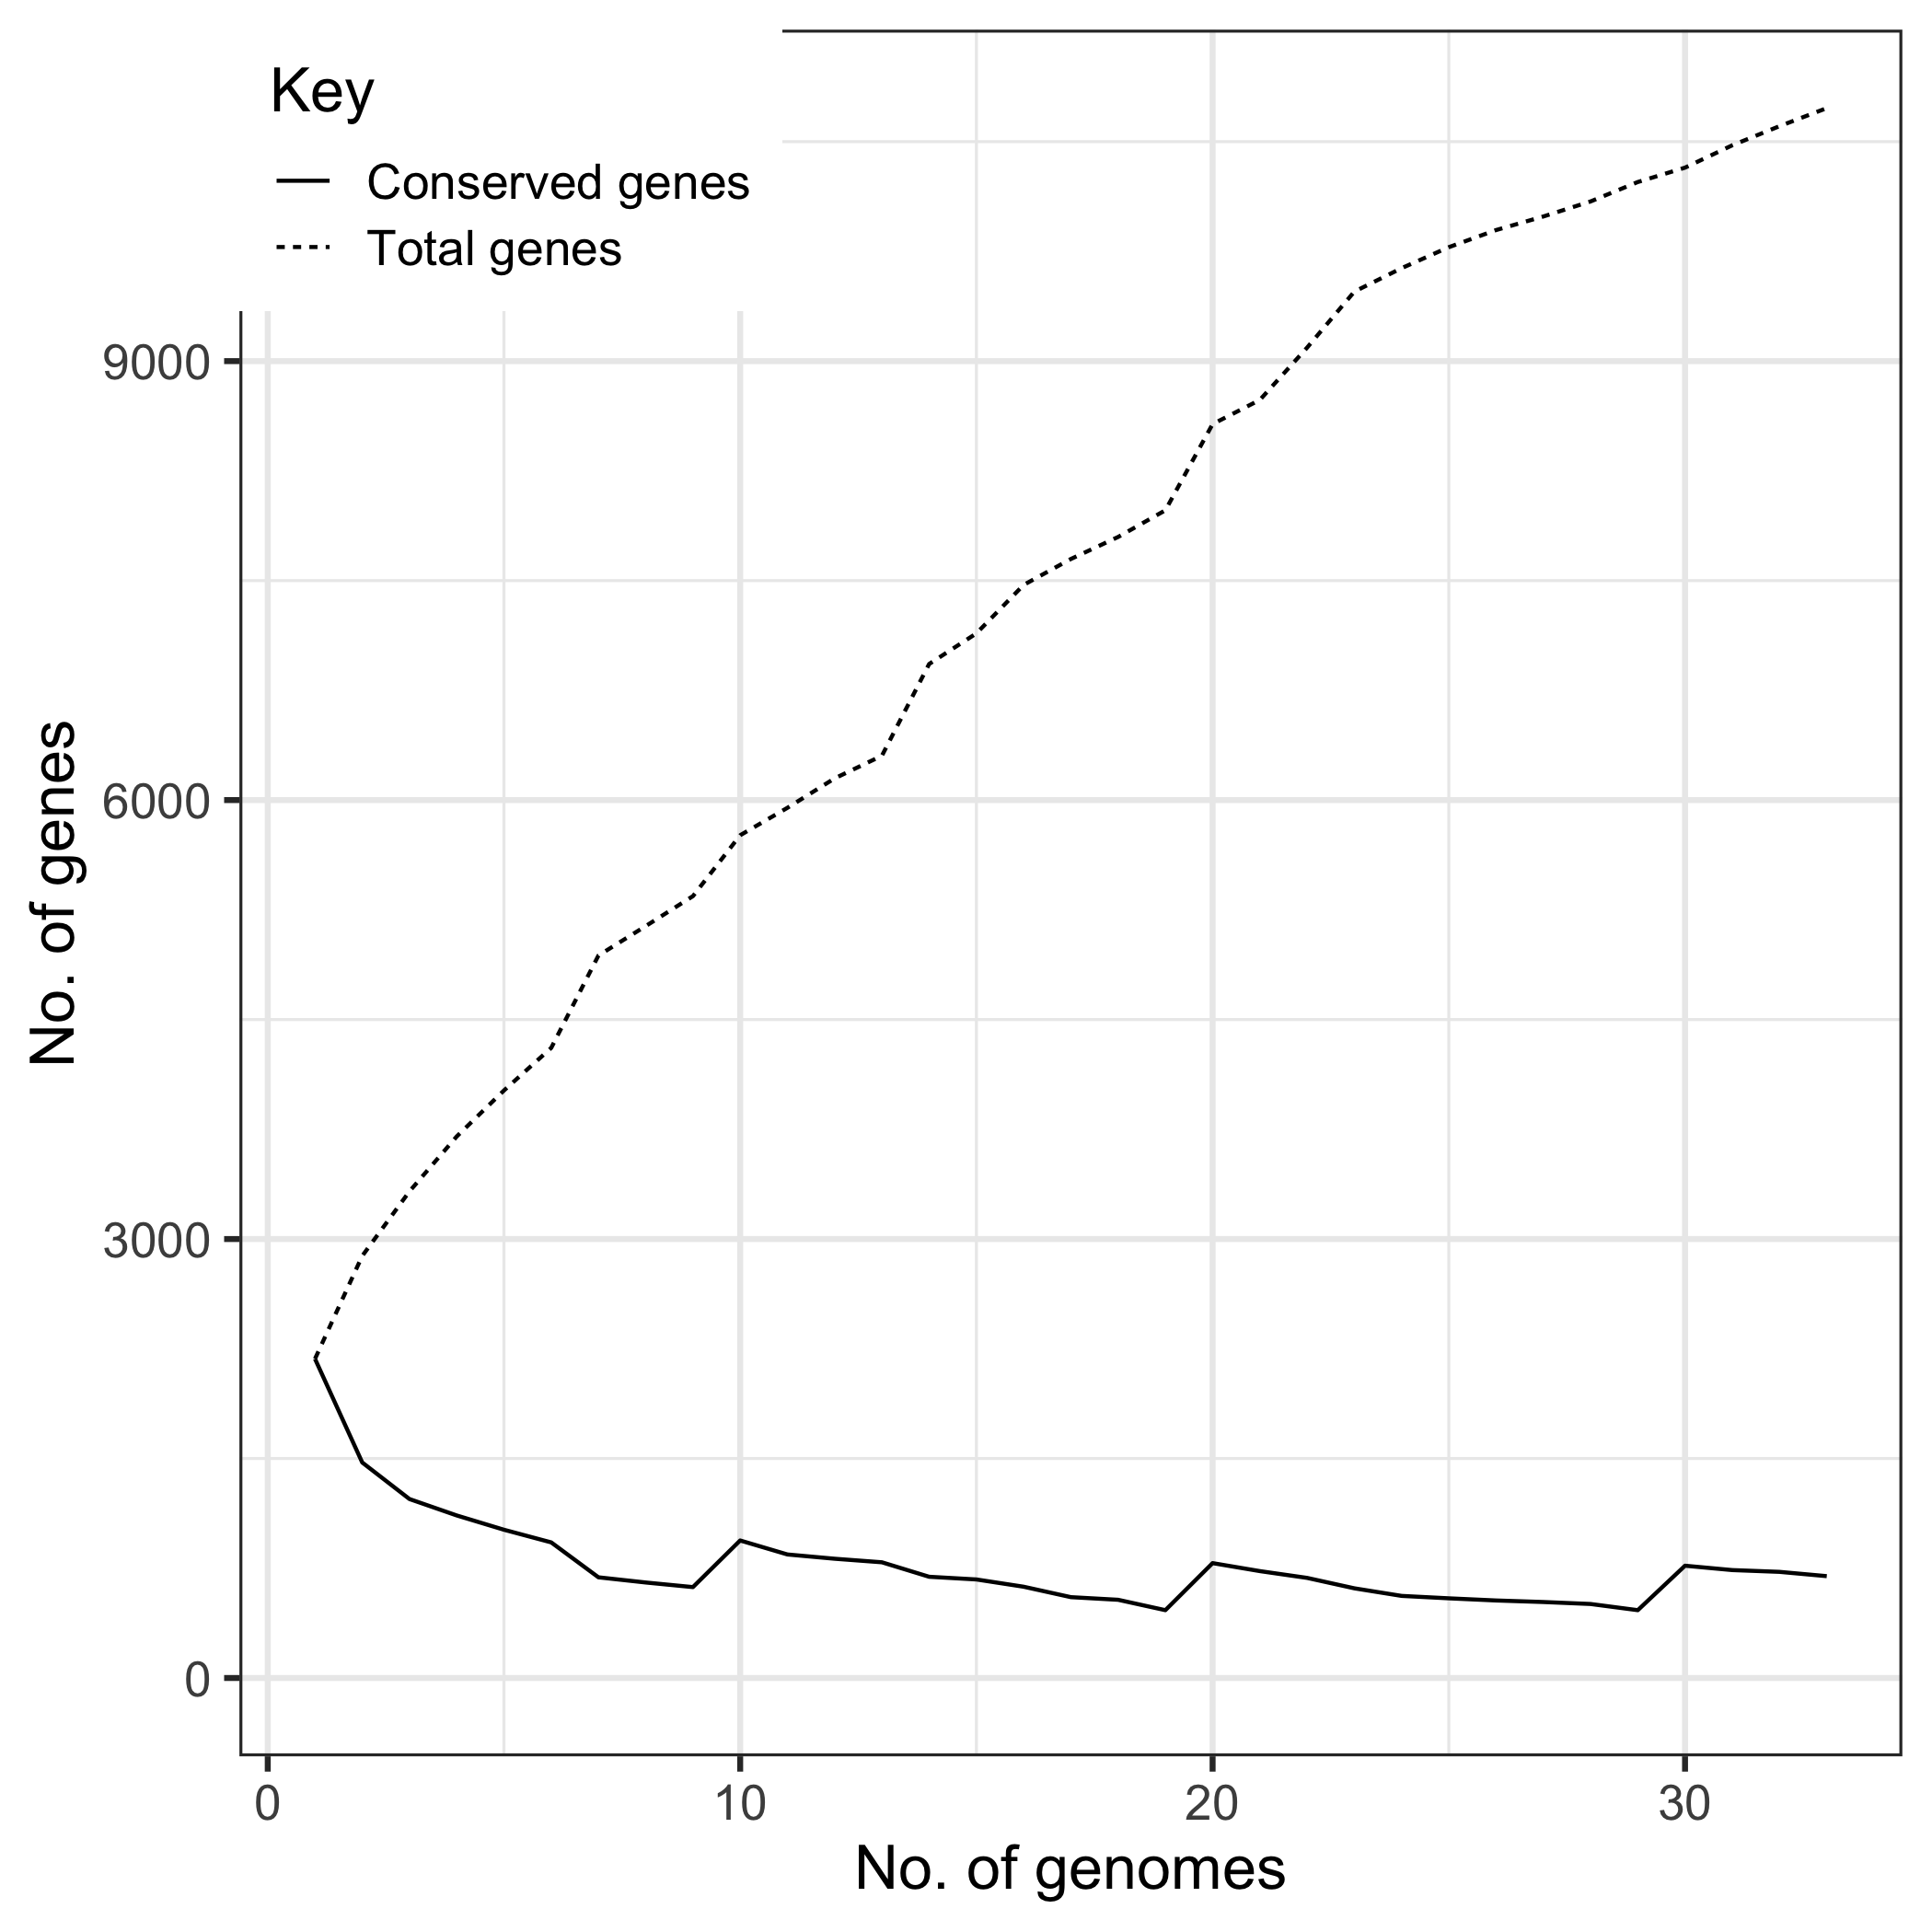 Key
Conserved genes
Total genes
9000
6000
3000
0
No. of genes
0 10 20 30
No. of genomes